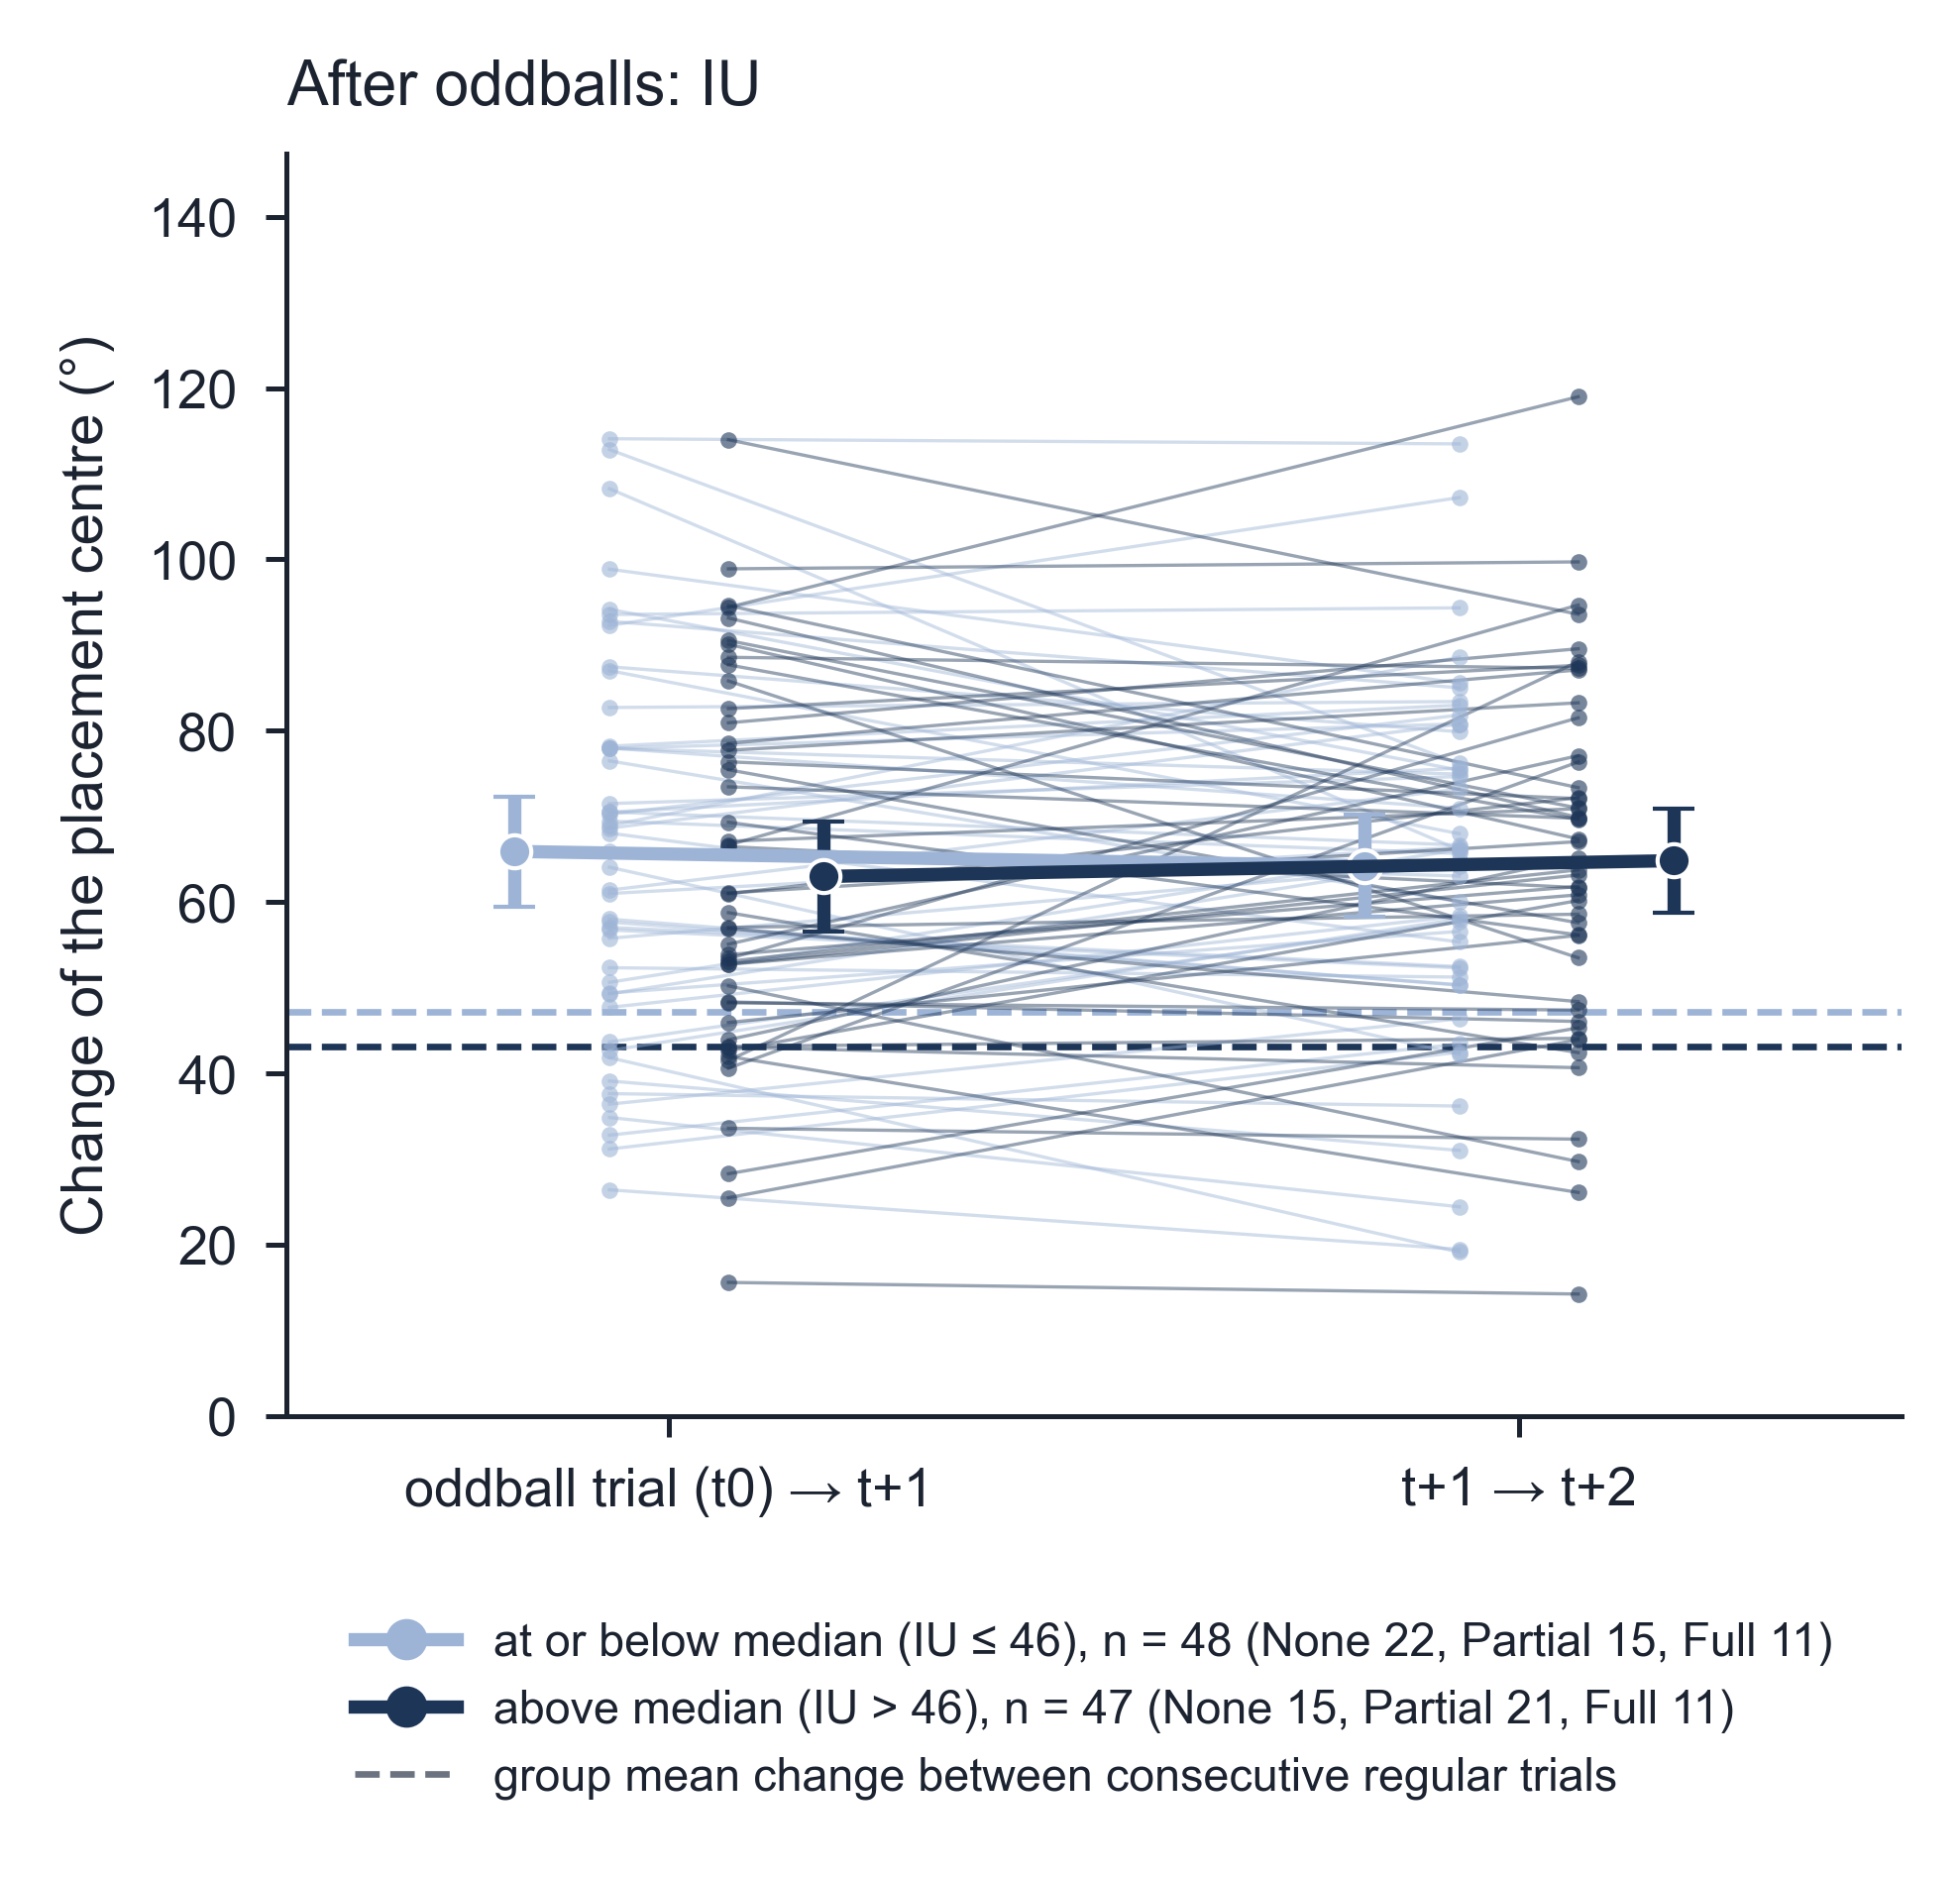 After oddballs: IU
Change of the placement centre (°)
140
120
100
80
60
40
20
0
oddball trial (t0) → t+1
t+1 → t+2
at or below median (IU ≤ 46), n = 48 (None 22, Partial 15, Full 11)
above median (IU > 46), n = 47 (None 15, Partial 21, Full 11)
group mean change between consecutive regular trials